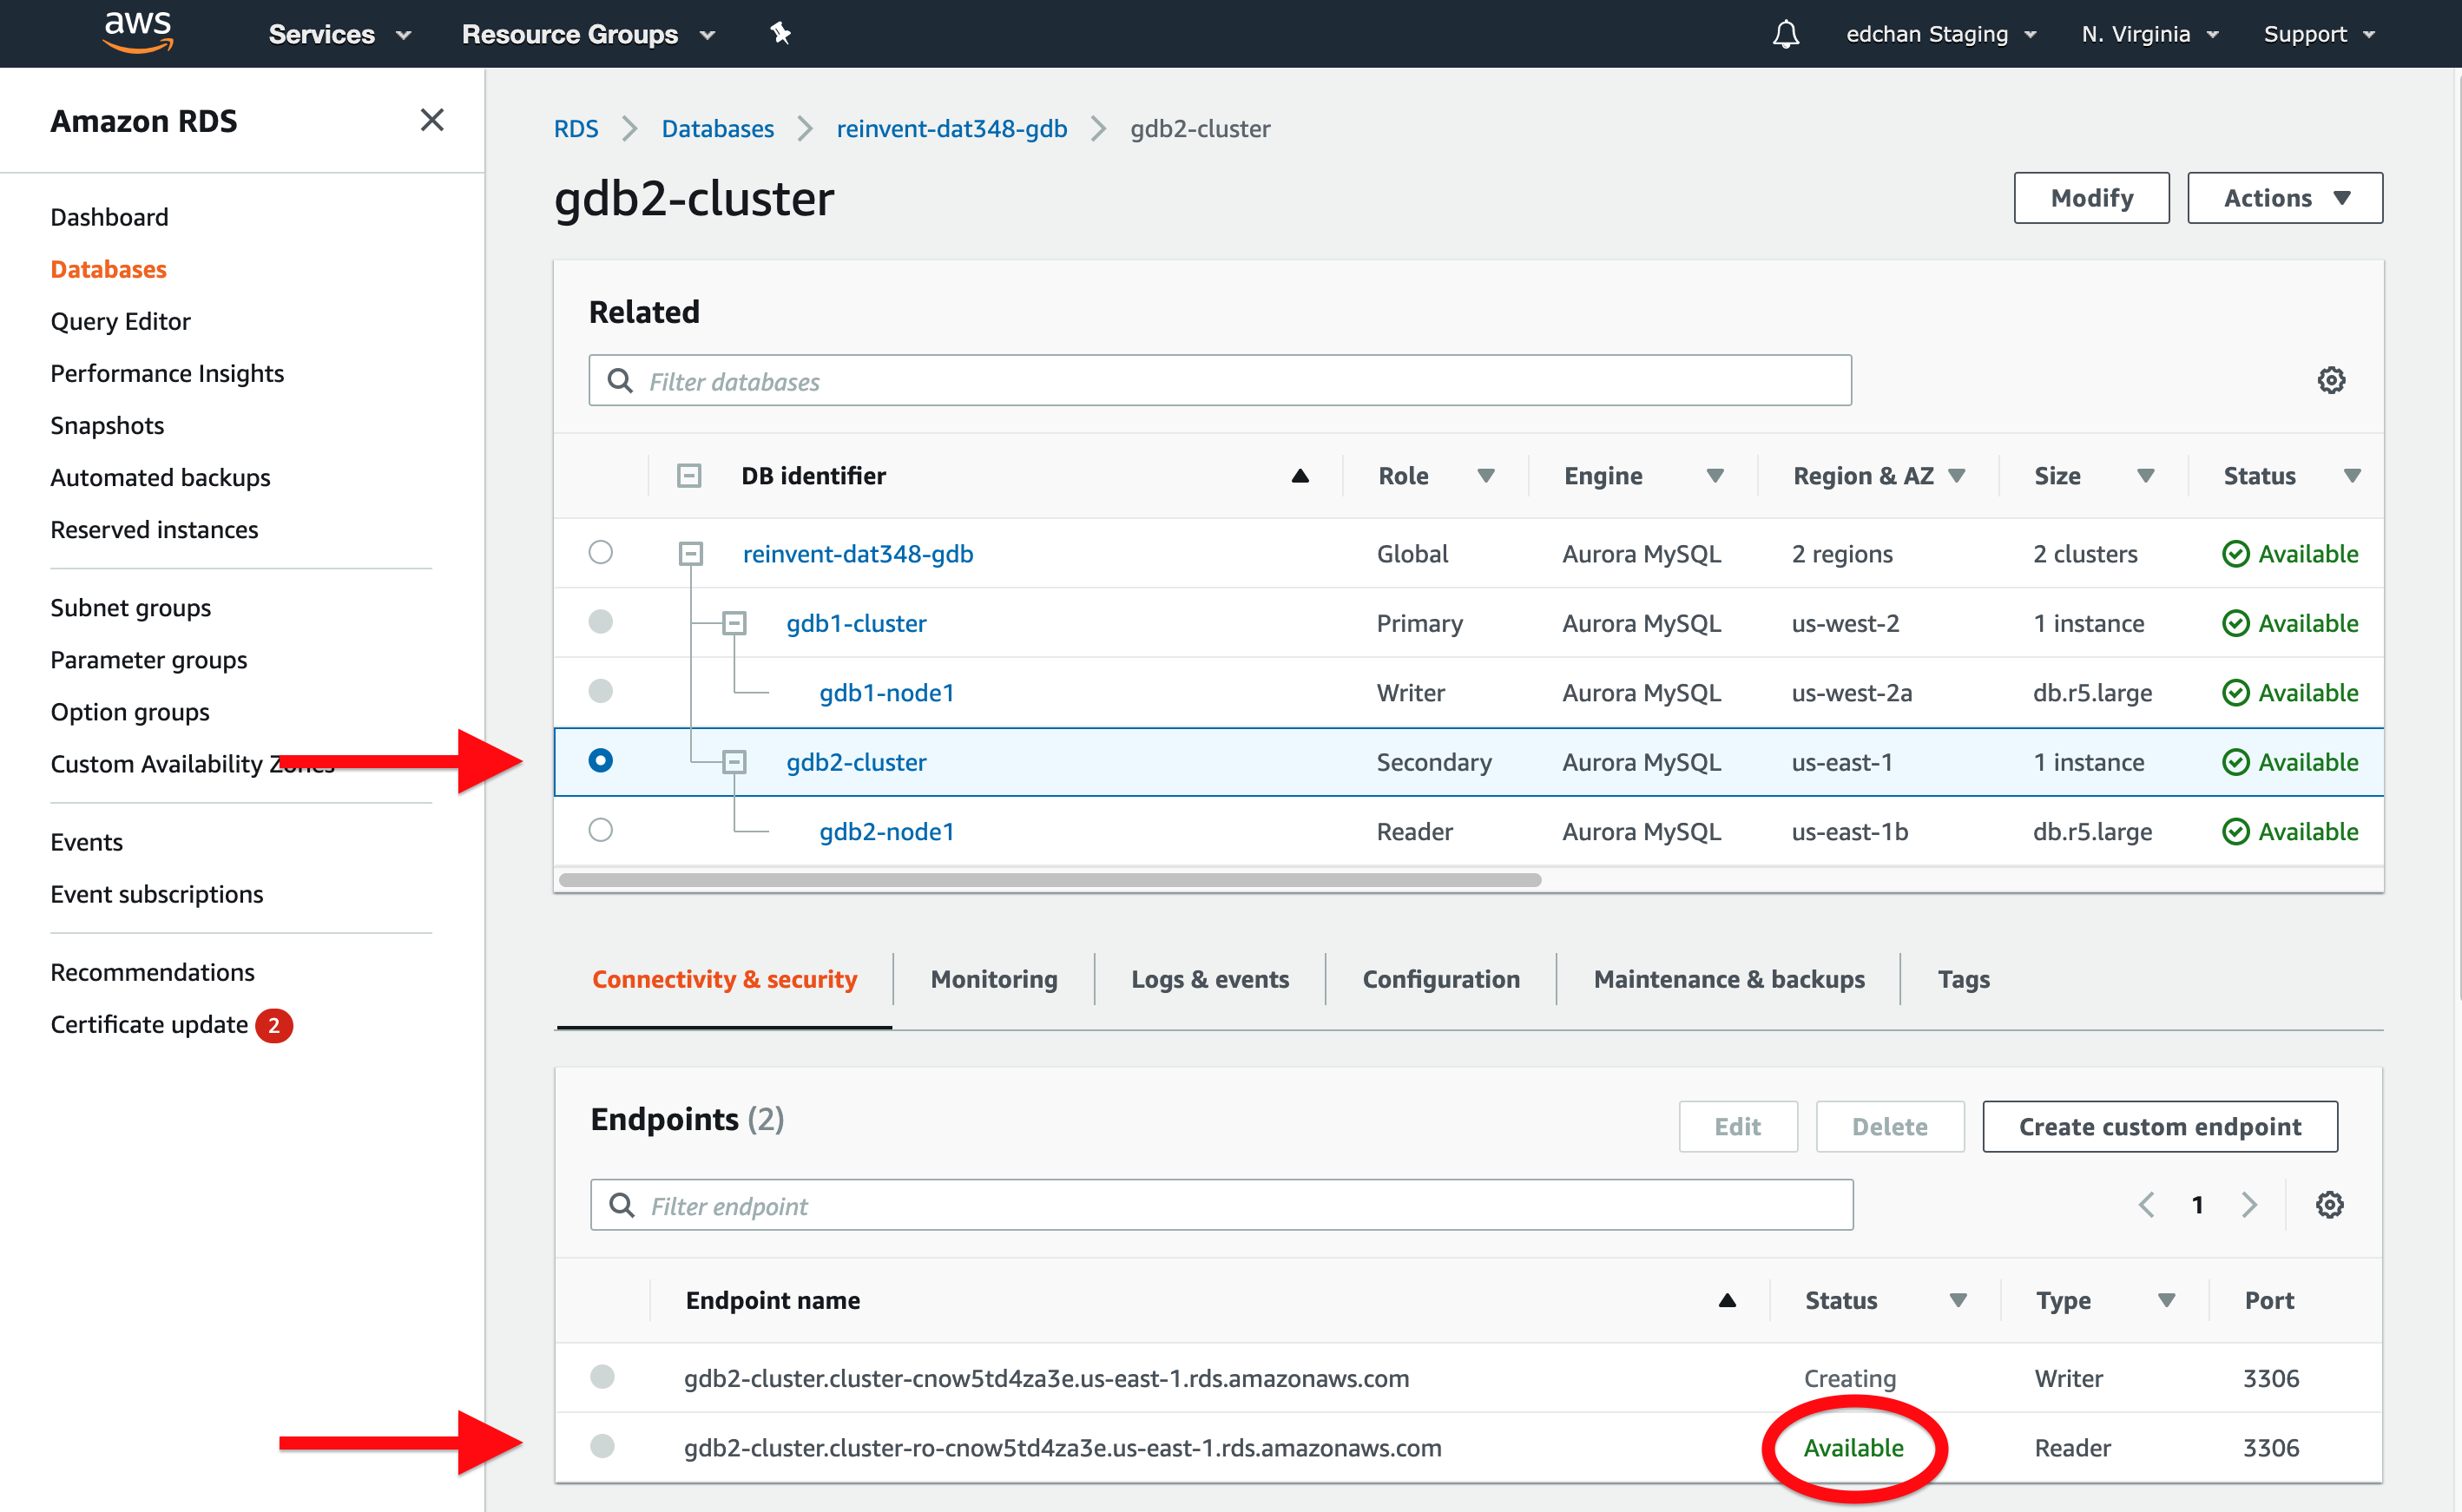 aws Services Resource Groups edchan Staging N. Virginia Support
Amazon RDS
Dashboard
Databases
Query Editor
Performance Insights
Snapshots
Automated backups
Reserved instances
Subnet groups
Parameter groups
Option groups
Custom Availability Zones
Events
Event subscriptions
Recommendations
Certificate update 2
RDS Databases reinvent-dat348-gdb gdb2-cluster
gdb2-cluster
Modify Actions
Related
Filter databases
DB identifier Role Engine Region & AZ Size Status
reinvent-dat348-gdb Global Aurora MySQL 2 regions 2 clusters Available
gdb1-cluster Primary Aurora MySQL us-west-2 1 instance Available
gdb1-node1 Writer Aurora MySQL us-west-2a db.r5.large Available
gdb2-cluster Secondary Aurora MySQL us-east-1 1 instance Available
gdb2-node1 Reader Aurora MySQL us-east-1b db.r5.large Available
Connectivity & security Monitoring Logs & events Configuration Maintenance & backups Tags
Endpoints (2)
Edit Delete Create custom endpoint
Filter endpoint 1
Endpoint name Status Type Port
gdb2-cluster.cluster-cnow5td4za3e.us-east-1.rds.amazonaws.com Creating Writer 3306
gdb2-cluster.cluster-ro-cnow5td4za3e.us-east-1.rds.amazonaws.com Available Reader 3306